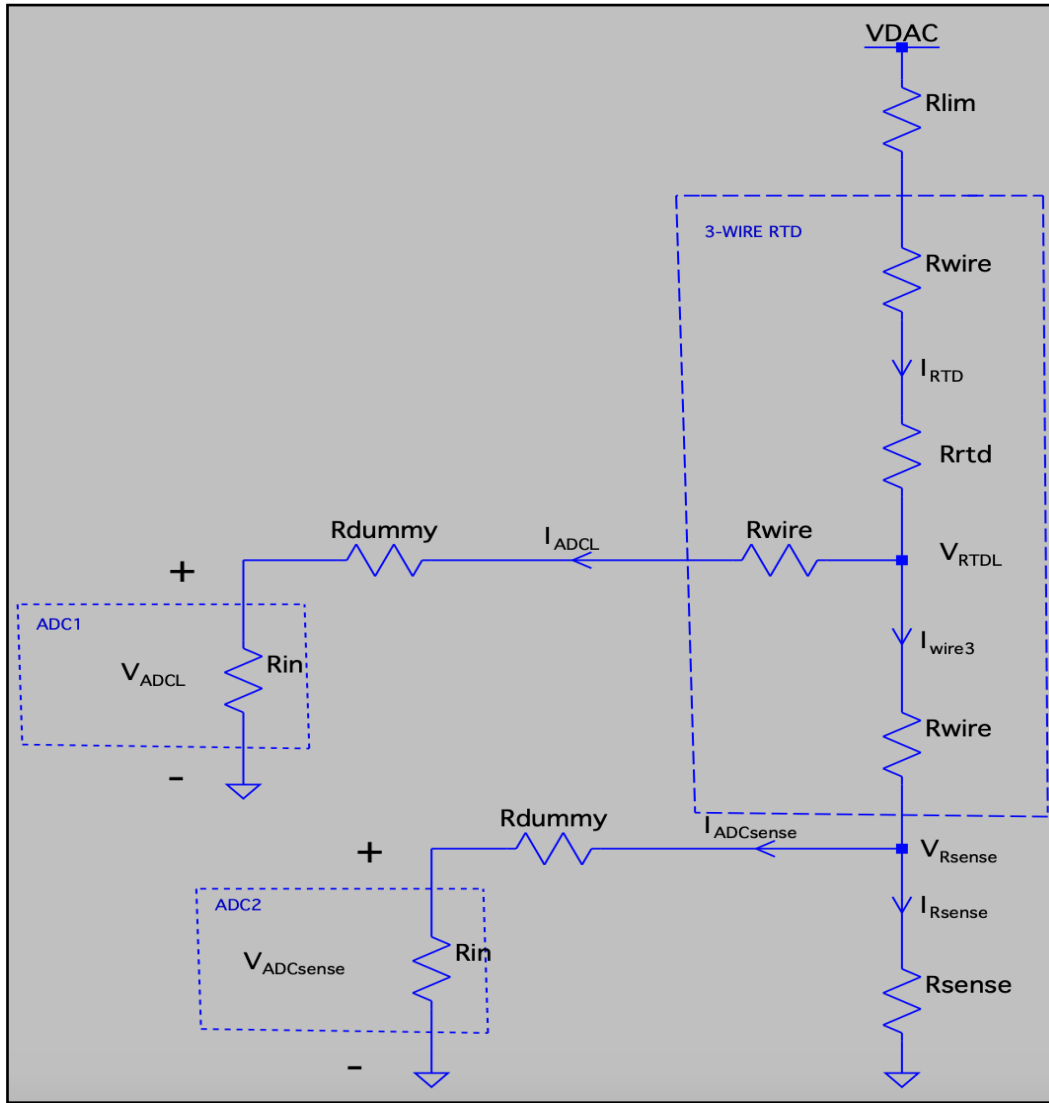 VDAC
Rlim
3-WIRE RTD
Rwire
IRTD
Rrtd
Rdummy
IADCL
Rwire
VRTDL
+
ADC1
VADCL
Rin
-
Iwire3
Rwire
Rdummy
IADCsense
VRsense
+
ADC2
VADCsense
Rin
-
IRsense
Rsense